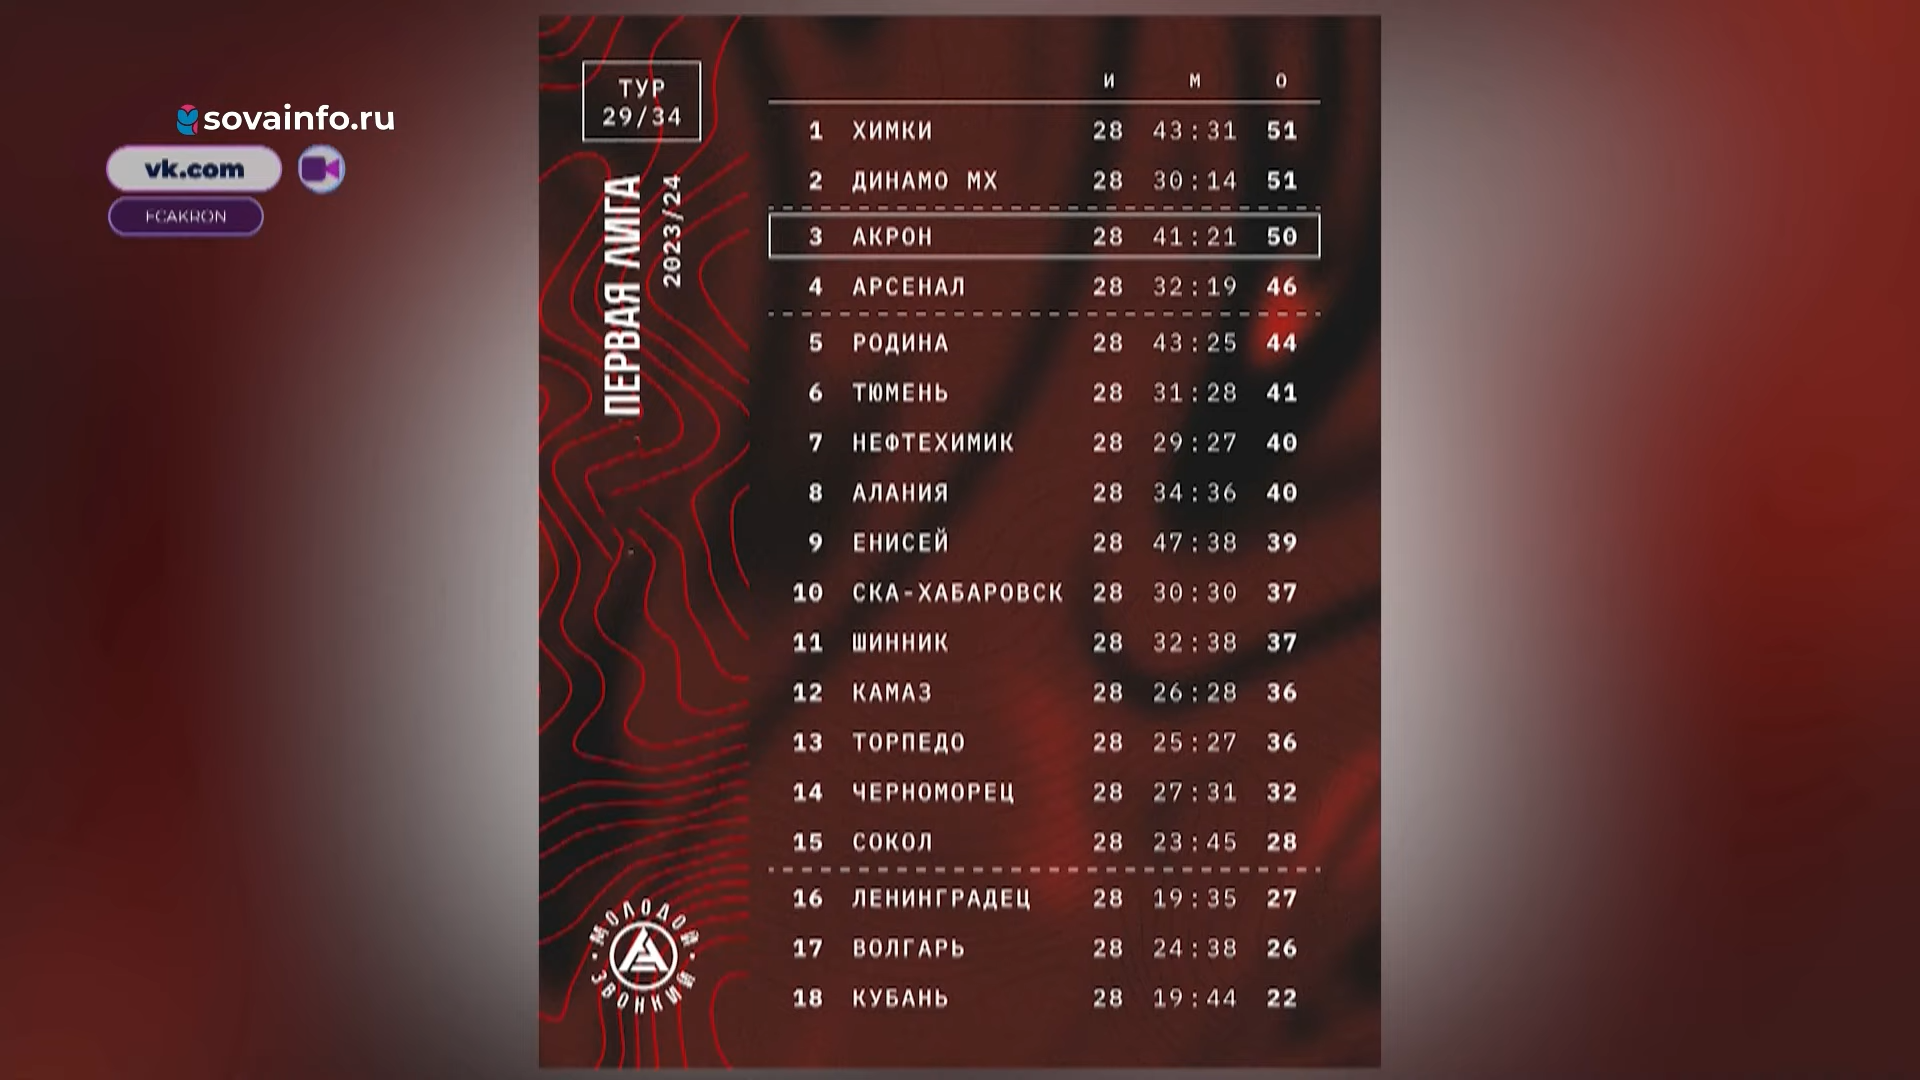 sovainfo.ru
vk.com
FCAKRON
ТУР
29/34
ПЕРВАЯ ЛИГА
2023/24
И М О
1 ХИМКИ 28 43:31 51
2 ДИНАМО МХ 28 30:14 51
3 АКРОН 28 41:21 50
4 АРСЕНАЛ 28 32:19 46
5 РОДИНА 28 43:25 44
6 ТЮМЕНЬ 28 31:28 41
7 НЕФТЕХИМИК 28 29:27 40
8 АЛАНИЯ 28 34:36 40
9 ЕНИСЕЙ 28 47:38 39
10 СКА-ХАБАРОВСК 28 30:30 37
11 ШИННИК 28 32:38 37
12 КАМАЗ 28 26:28 36
13 ТОРПЕДО 28 25:27 36
14 ЧЕРНОМОРЕЦ 28 27:31 32
15 СОКОЛ 28 23:45 28
16 ЛЕНИНГРАДЕЦ 28 19:35 27
17 ВОЛГАРЬ 28 24:38 26
18 КУБАНЬ 28 19:44 22
МОЛОДОЙ · И ЗВОНКИЙ ·